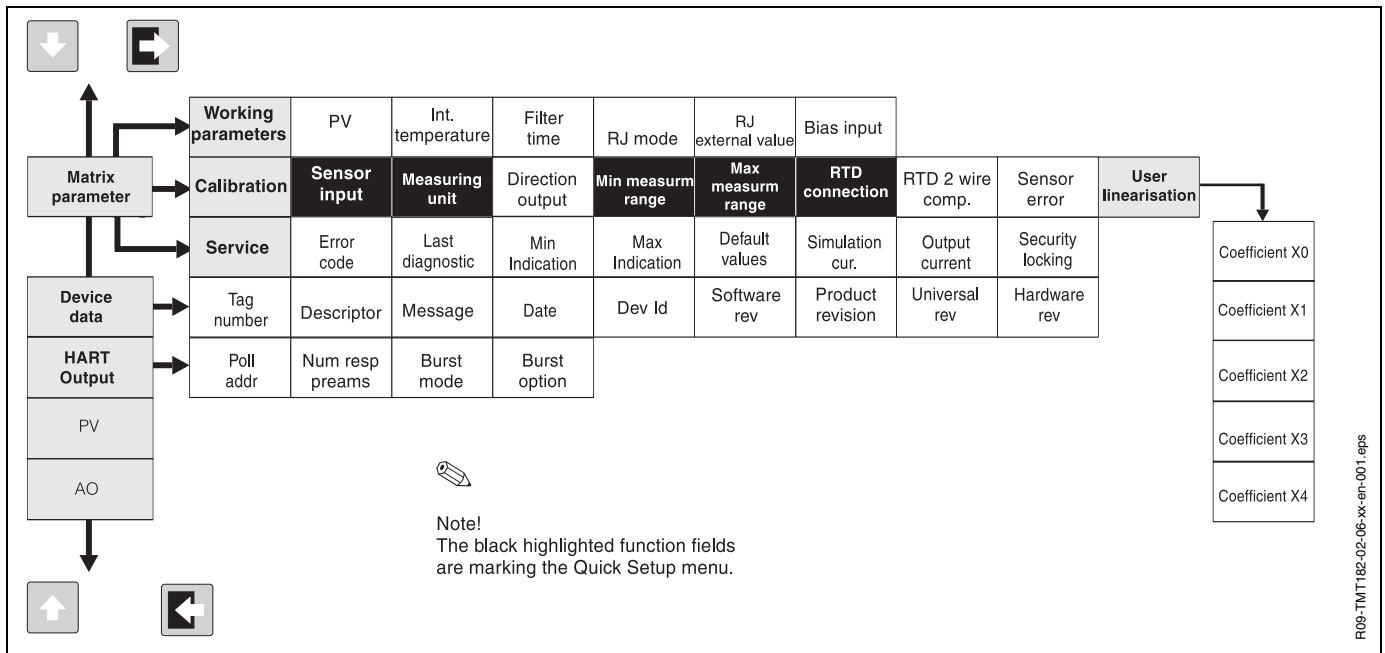 Working
parameters
PV
Int.
temperature
Filter
time
RJ mode
RJ
external value
Bias input
Matrix
parameter
Calibration
Sensor
input
Measuring
unit
Direction
output
Min measurm
range
Max
measurm
range
RTD
connection
RTD 2 wire
comp.
Sensor
error
User
linearisation
Service
Error
code
Last
diagnostic
Min
Indication
Max
Indication
Default
values
Simulation
cur.
Output
current
Security
locking
Device
data
Tag
number
Descriptor
Message
Date
Dev Id
Software
rev
Product
revision
Universal
rev
Hardware
rev
HART
Output
Poll
addr
Num resp
preams
Burst
mode
Burst
option
PV
AO
Coefficient X0
Coefficient X1
Coefficient X2
Coefficient X3
Coefficient X4
Note!
The black highlighted function fields
are marking the Quick Setup menu.
R09-TMT182-02-06-xx-en-001.eps